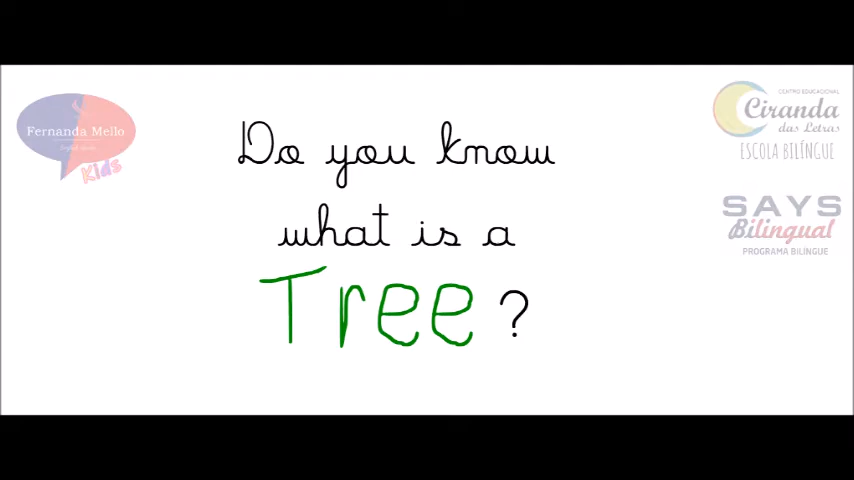 Fernanda Mello
Kids
Do you know
what is a
Tree ?
CENTRO EDUCACIONAL
Ciranda
das Letras
ESCOLA BILÍNGUE
SAYS
Bilingual
PROGRAMA BILÍNGUE